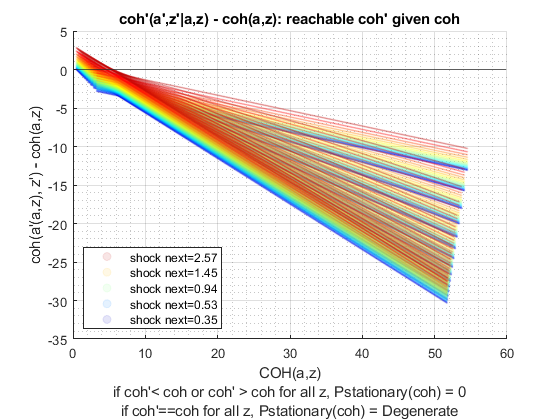 coh'(a',z'|a,z) - coh(a,z): reachable coh' given coh
coh(a'(a,z), z') - coh(a,z)
5
0
-5
-10
-15
-20
-25
-30
-35
shock next=2.57
shock next=1.45
shock next=0.94
shock next=0.53
shock next=0.35
0 10 20 30 40 50 60
COH(a,z)
if coh'< coh or coh' > coh for all z, Pstationary(coh) = 0
if coh'==coh for all z, Pstationary(coh) = Degenerate